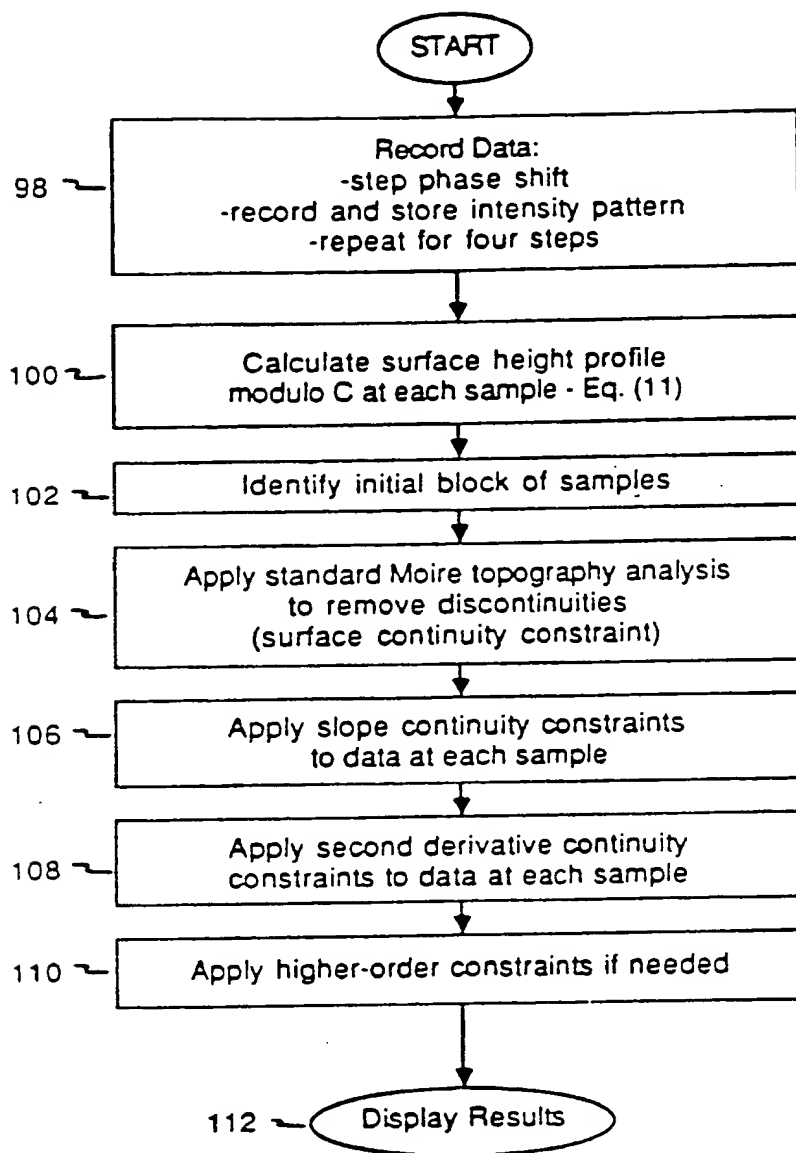 START
Record Data:
-step phase shift
-record and store intensity pattern
-repeat for four steps
98
Calculate surface height profile
modulo C at each sample - Eq. (11)
100
Identify initial block of samples
102
Apply standard Moire topography analysis
to remove discontinuities
(surface continuity constraint)
104
Apply slope continuity constraints
to data at each sample
106
Apply second derivative continuity
constraints to data at each sample
108
Apply higher-order constraints if needed
110
Display Results
112